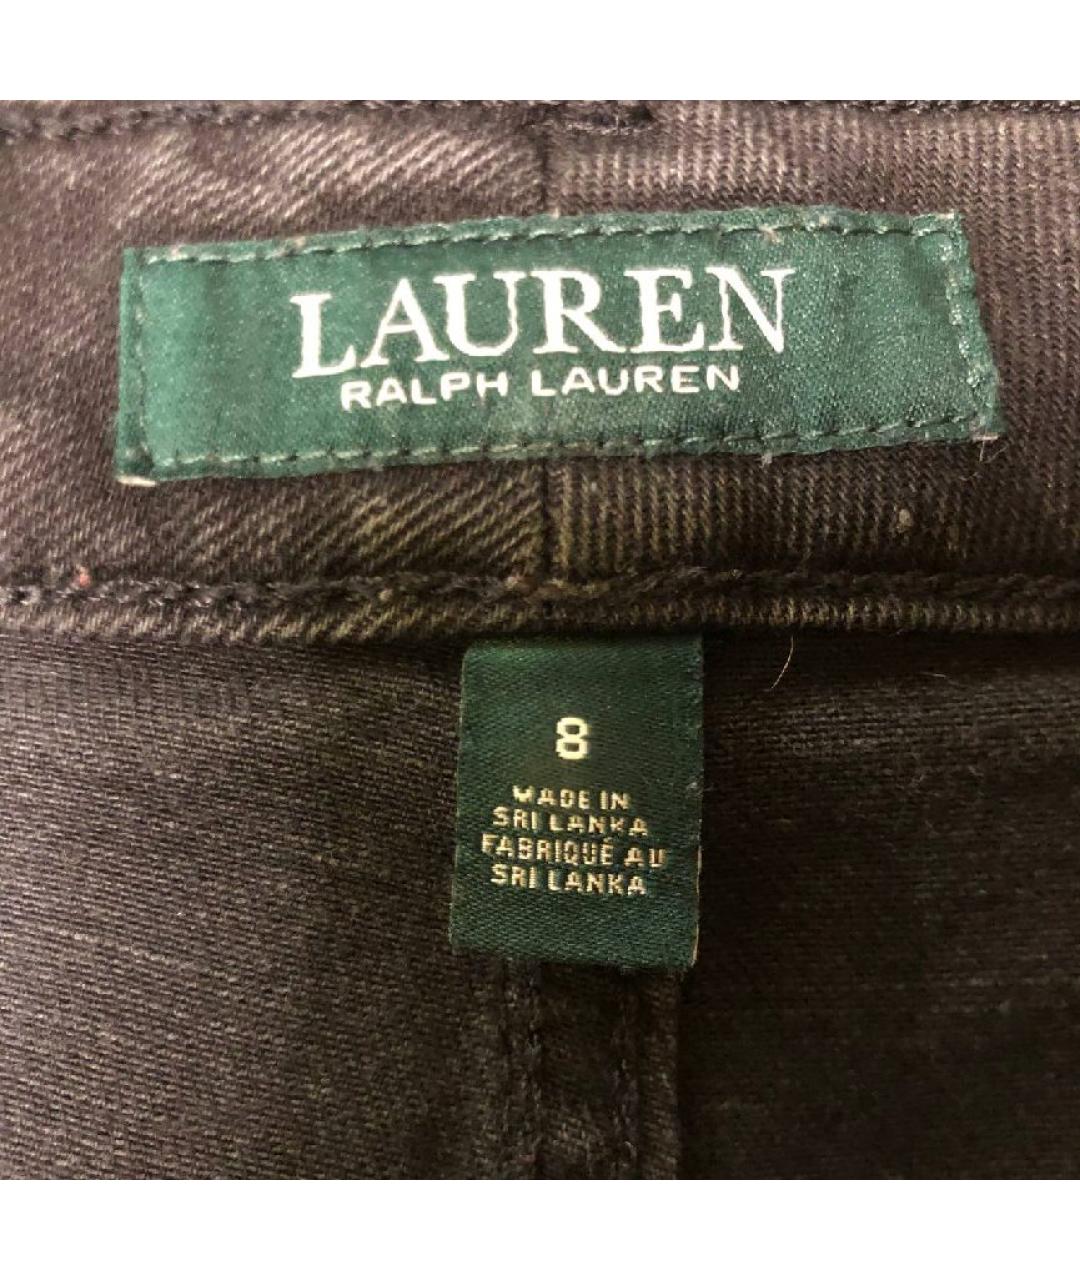 LAUREN
RALPH LAUREN
8
MADE IN
SRI LANKA
FABRIQUÉ AU
SRI LANKA